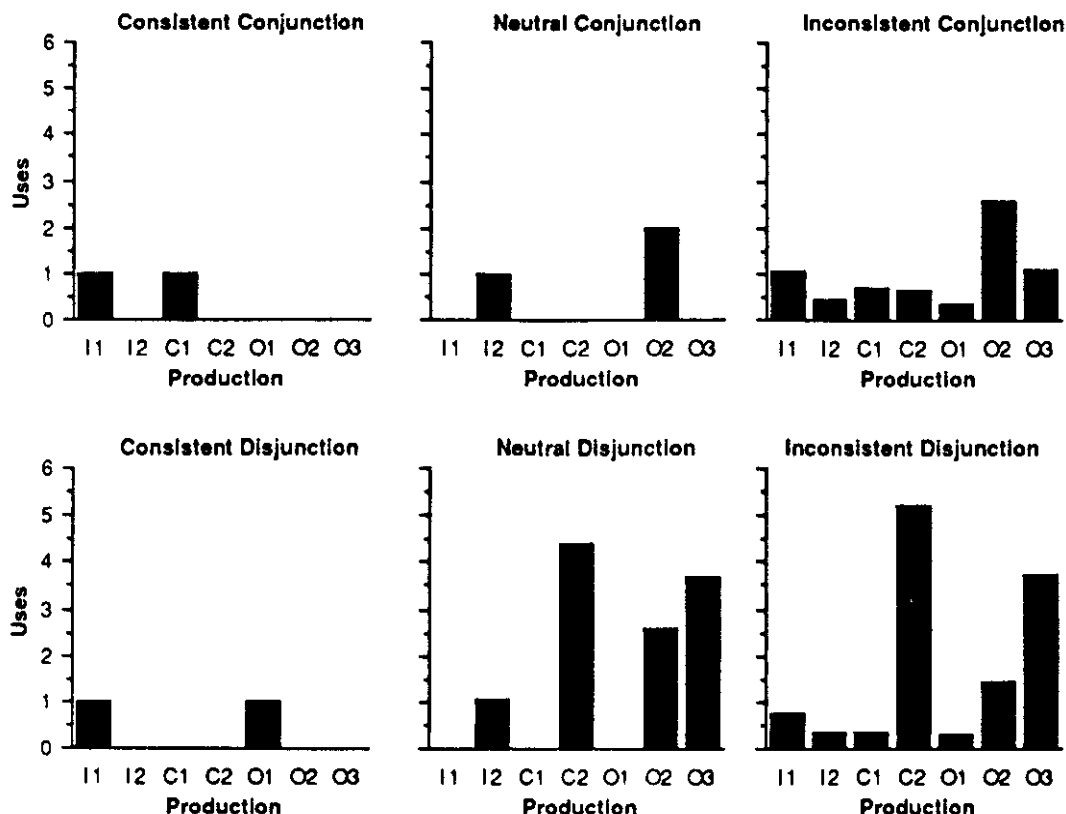 Consistent Conjunction
Neutral Conjunction
Inconsistent Conjunction
6
5
4
3
2
1
0
Uses
I1 I2 C1 C2 O1 O2 O3
I1 I2 C1 C2 O1 O2 O3
I1 I2 C1 C2 O1 O2 O3
Production
Production
Production
Consistent Disjunction
Neutral Disjunction
Inconsistent Disjunction
6
5
4
3
2
1
0
Uses
I1 I2 C1 C2 O1 O2 O3
I1 I2 C1 C2 O1 O2 O3
I1 I2 C1 C2 O1 O2 O3
Production
Production
Production